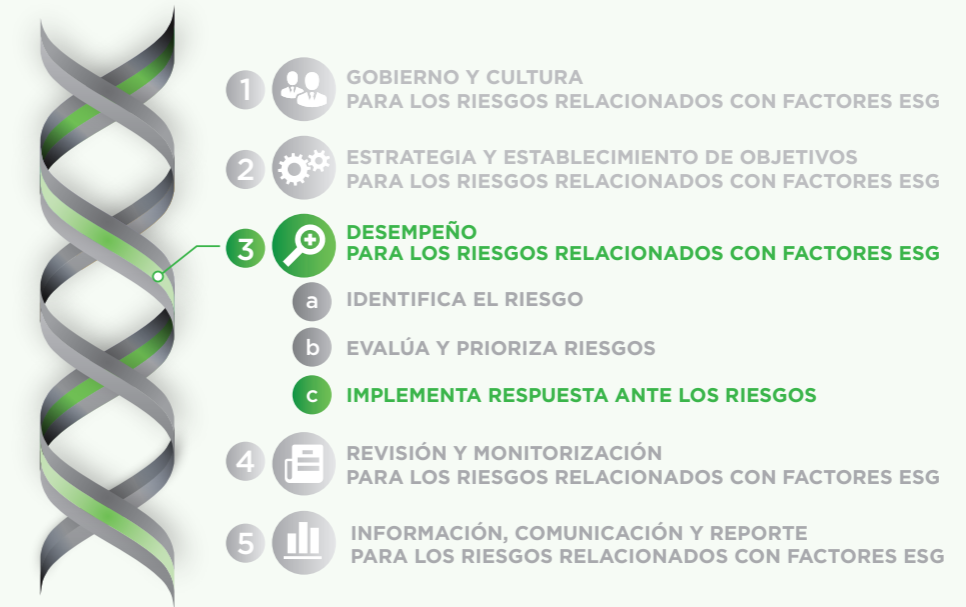 1 GOBIERNO Y CULTURA
PARA LOS RIESGOS RELACIONADOS CON FACTORES ESG
2 ESTRATEGIA Y ESTABLECIMIENTO DE OBJETIVOS
PARA LOS RIESGOS RELACIONADOS CON FACTORES ESG
3 DESEMPEÑO
PARA LOS RIESGOS RELACIONADOS CON FACTORES ESG
a IDENTIFICA EL RIESGO
b EVALÚA Y PRIORIZA RIESGOS
c IMPLEMENTA RESPUESTA ANTE LOS RIESGOS
4 REVISIÓN Y MONITORIZACIÓN
PARA LOS RIESGOS RELACIONADOS CON FACTORES ESG
5 INFORMACIÓN, COMUNICACIÓN Y REPORTE
PARA LOS RIESGOS RELACIONADOS CON FACTORES ESG